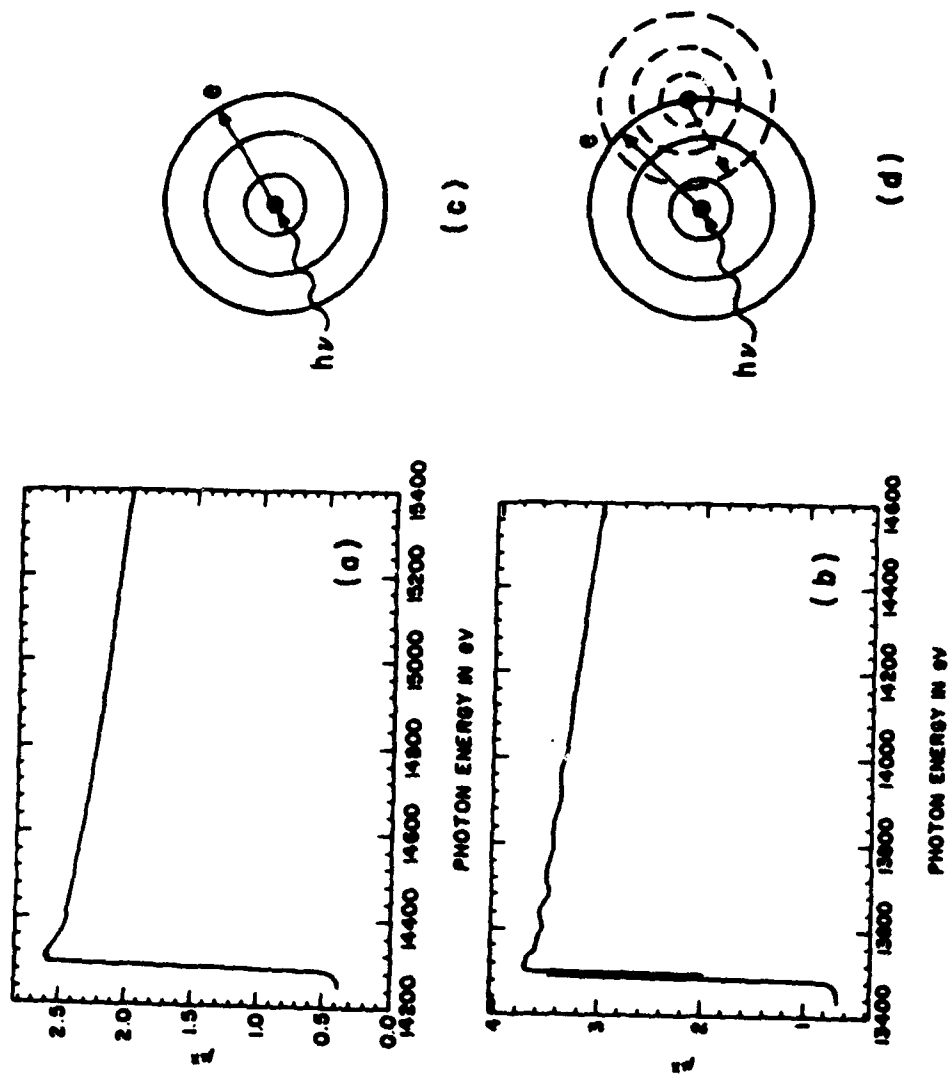 2.5
2.0
1.5
1.0
0.5
0.0
μx
14200 14400 14600 14800 15000 15200 15400
PHOTON ENERGY IN eV
(a)
4
3
2
1
μx
13400 13600 13800 14000 14200 14400 14600
PHOTON ENERGY IN eV
(b)
e
hν
(c)
e
hν
(d)